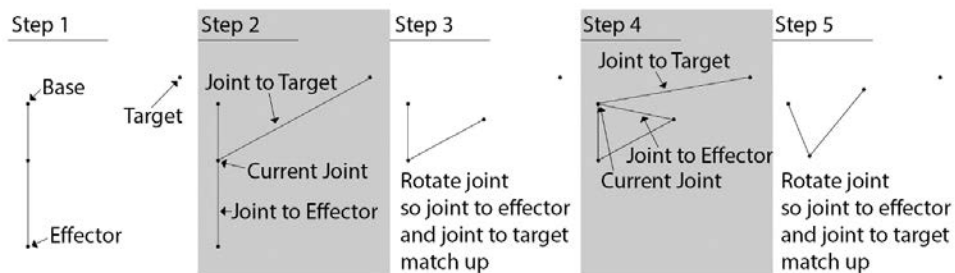 Step 1
Base
Target
Effector
Step 2
Joint to Target
Current Joint
Joint to Effector
Step 3
Rotate joint
so joint to effector
and joint to target
match up
Step 4
Joint to Target
Joint to Effector
Current Joint
Step 5
Rotate joint
so joint to effector
and joint to target
match up